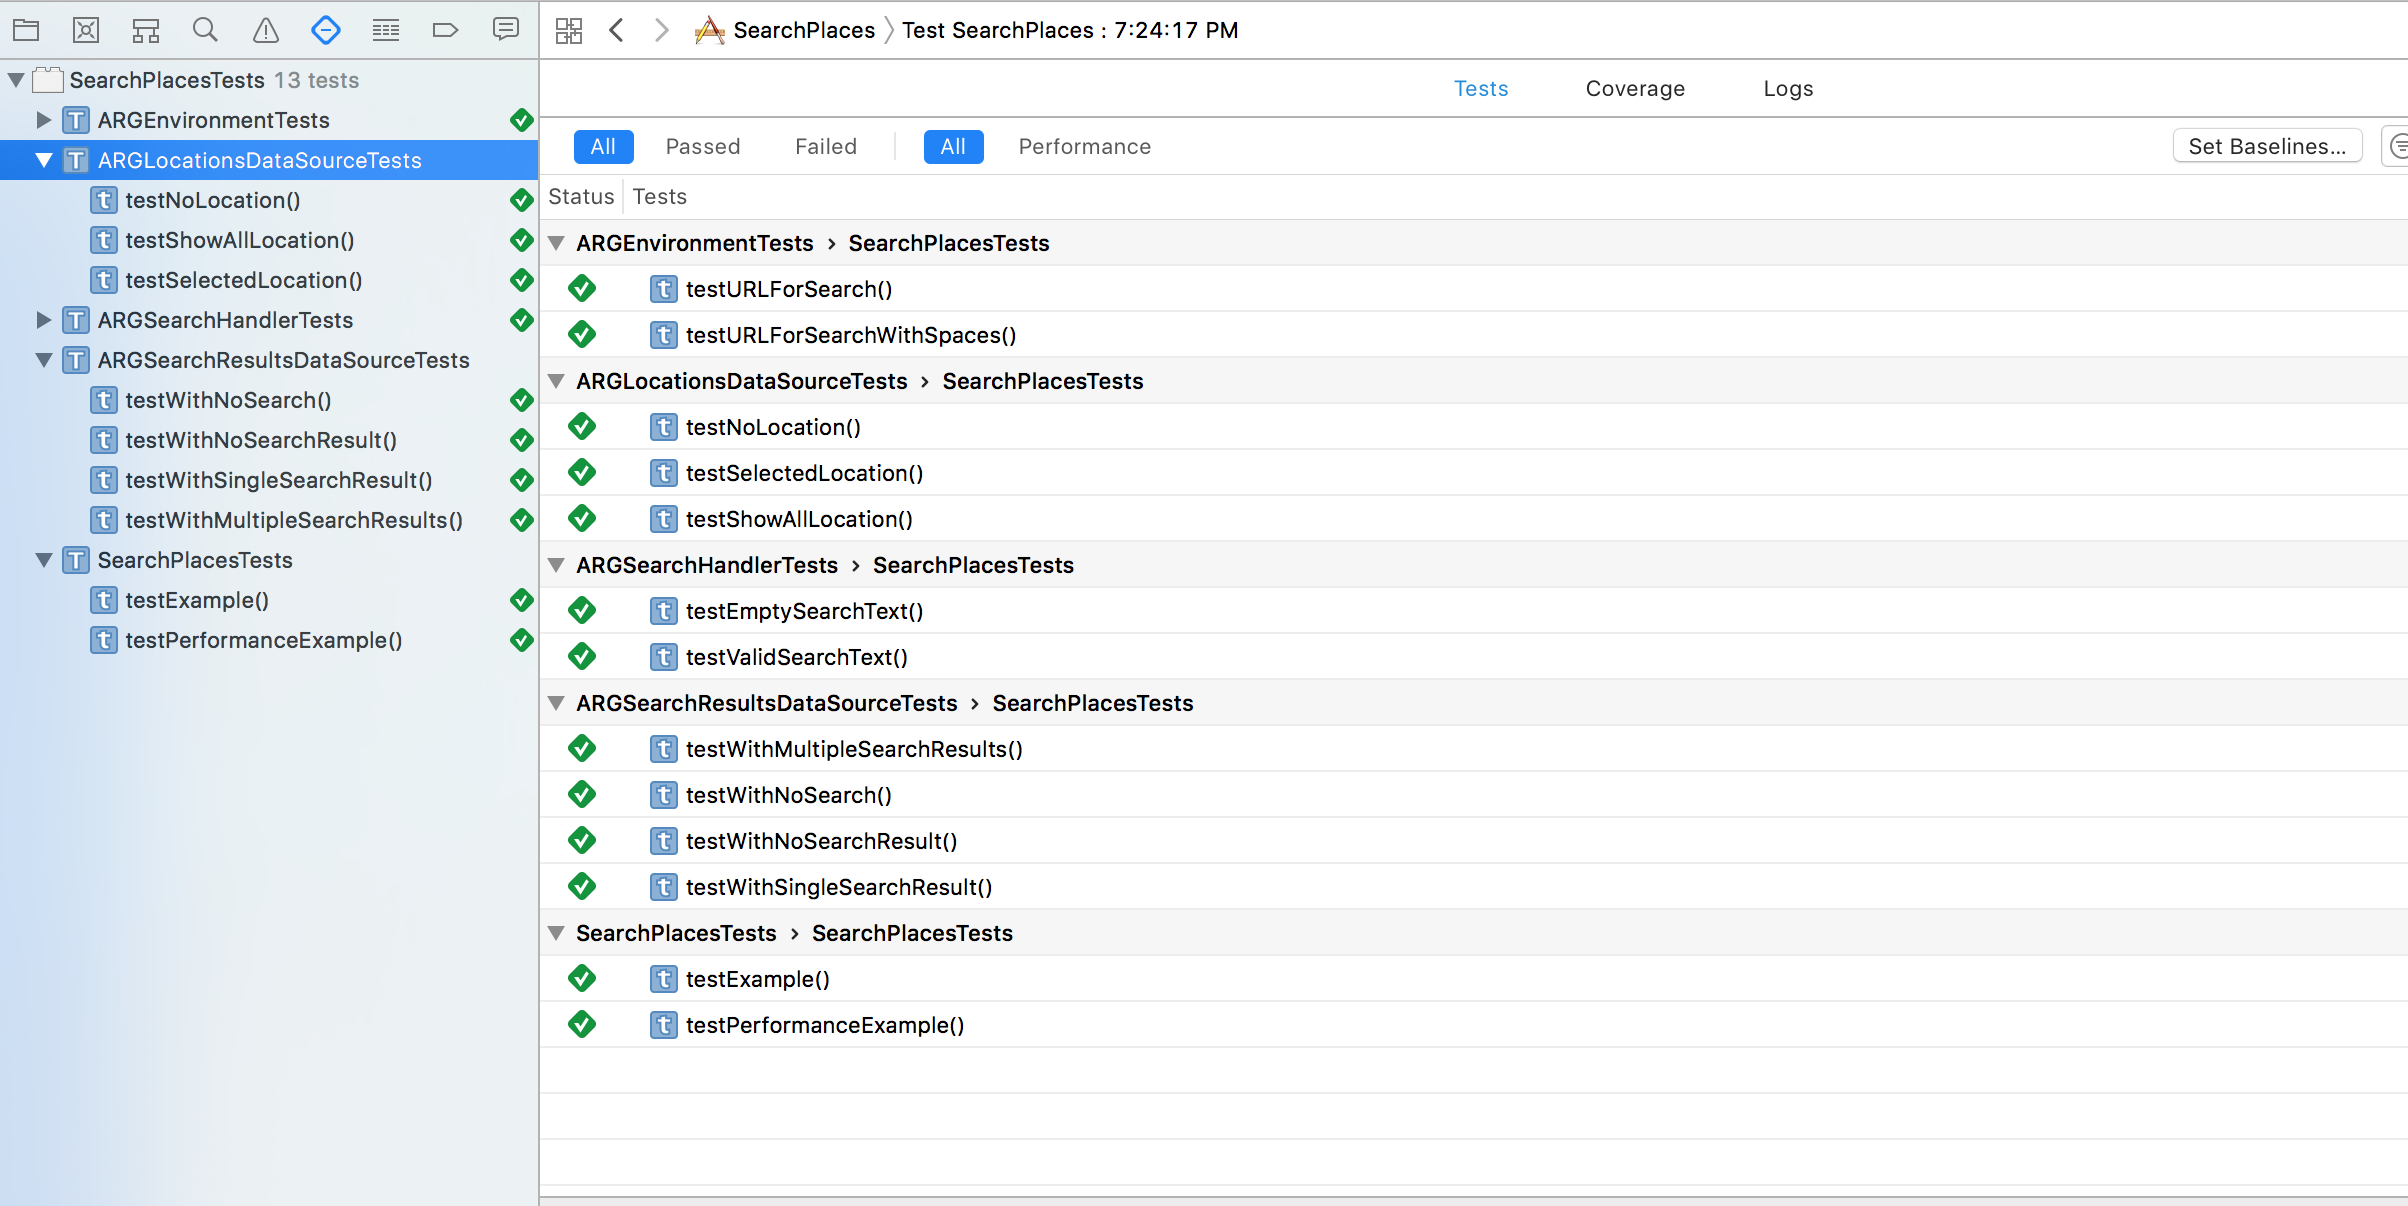 SearchPlaces Test SearchPlaces : 7:24:17 PM
SearchPlacesTests 13 tests
ARGEnvironmentTests
ARGLocationsDataSourceTests
testNoLocation()
testShowAllLocation()
testSelectedLocation()
ARGSearchHandlerTests
ARGSearchResultsDataSourceTests
testWithNoSearch()
testWithNoSearchResult()
testWithSingleSearchResult()
testWithMultipleSearchResults()
SearchPlacesTests
testExample()
testPerformanceExample()
Tests Coverage Logs
All Passed Failed All Performance Set Baselines...
Status Tests
ARGEnvironmentTests › SearchPlacesTests
testURLForSearch()
testURLForSearchWithSpaces()
ARGLocationsDataSourceTests › SearchPlacesTests
testNoLocation()
testSelectedLocation()
testShowAllLocation()
ARGSearchHandlerTests › SearchPlacesTests
testEmptySearchText()
testValidSearchText()
ARGSearchResultsDataSourceTests › SearchPlacesTests
testWithMultipleSearchResults()
testWithNoSearch()
testWithNoSearchResult()
testWithSingleSearchResult()
SearchPlacesTests › SearchPlacesTests
testExample()
testPerformanceExample()